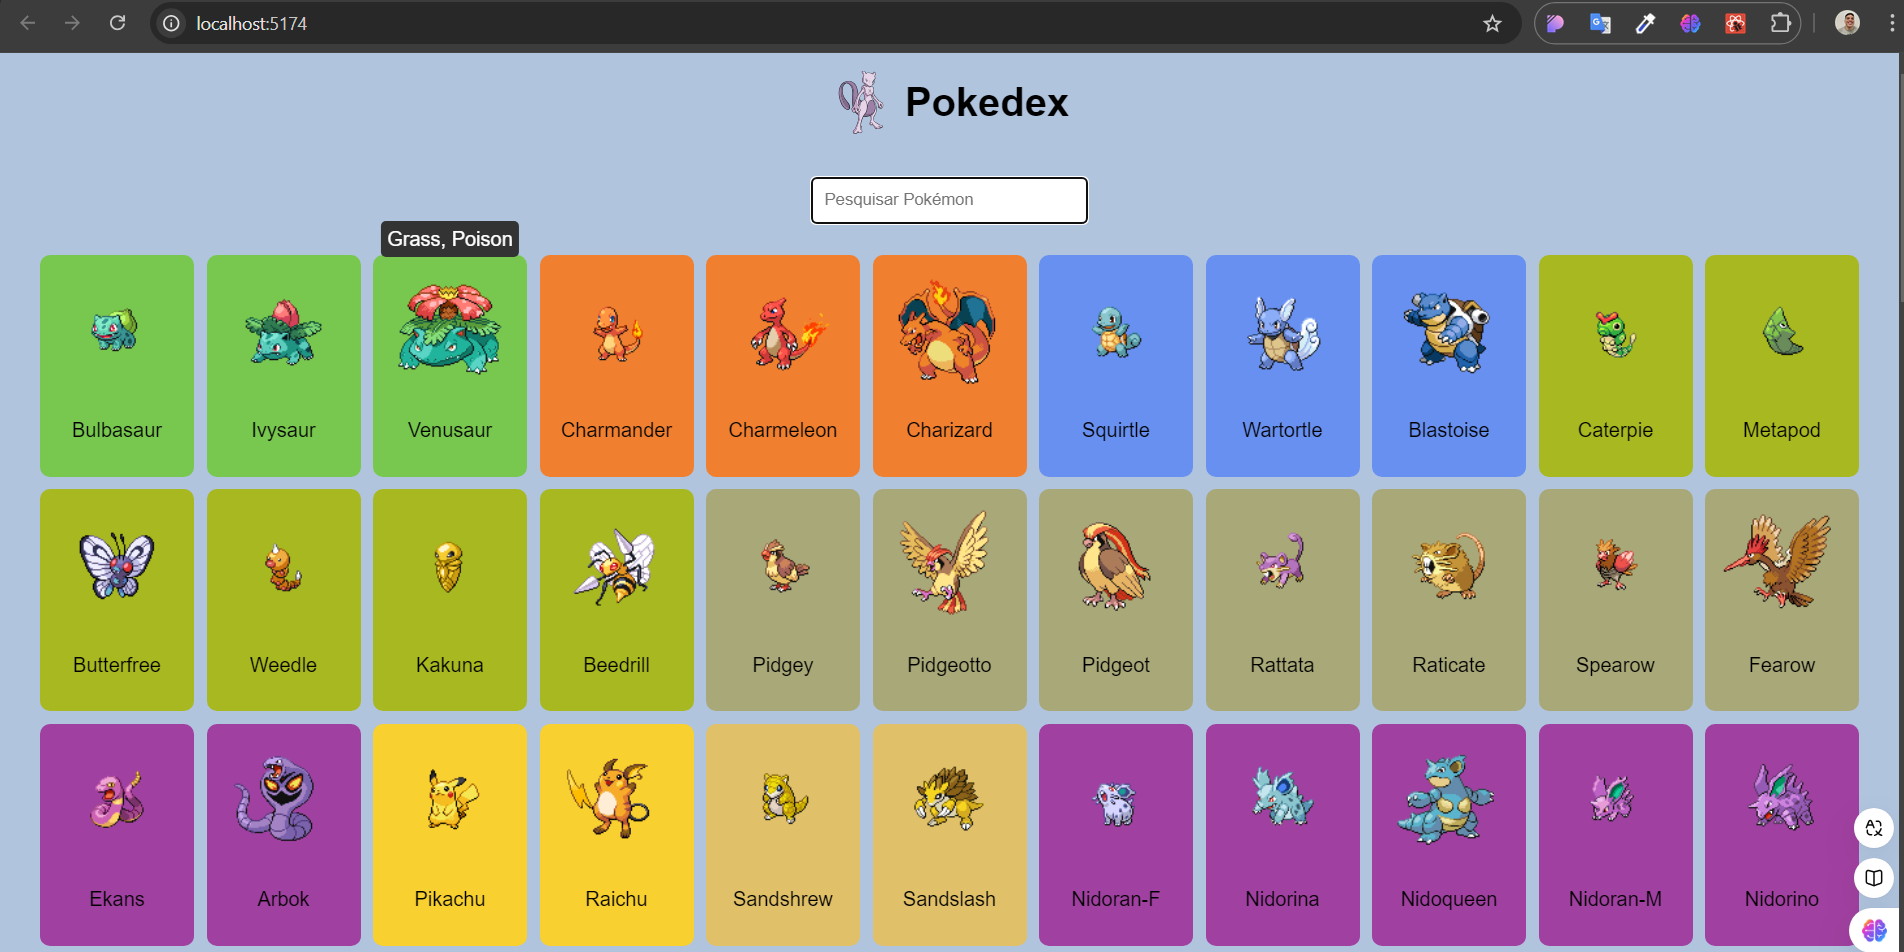 localhost:5174
Pokedex
Pesquisar Pokémon
Grass, Poison
Bulbasaur
Ivysaur
Venusaur
Charmander
Charmeleon
Charizard
Squirtle
Wartortle
Blastoise
Caterpie
Metapod
Butterfree
Weedle
Kakuna
Beedrill
Pidgey
Pidgeotto
Pidgeot
Rattata
Raticate
Spearow
Fearow
Ekans
Arbok
Pikachu
Raichu
Sandshrew
Sandslash
Nidoran-F
Nidorina
Nidoqueen
Nidoran-M
Nidorino